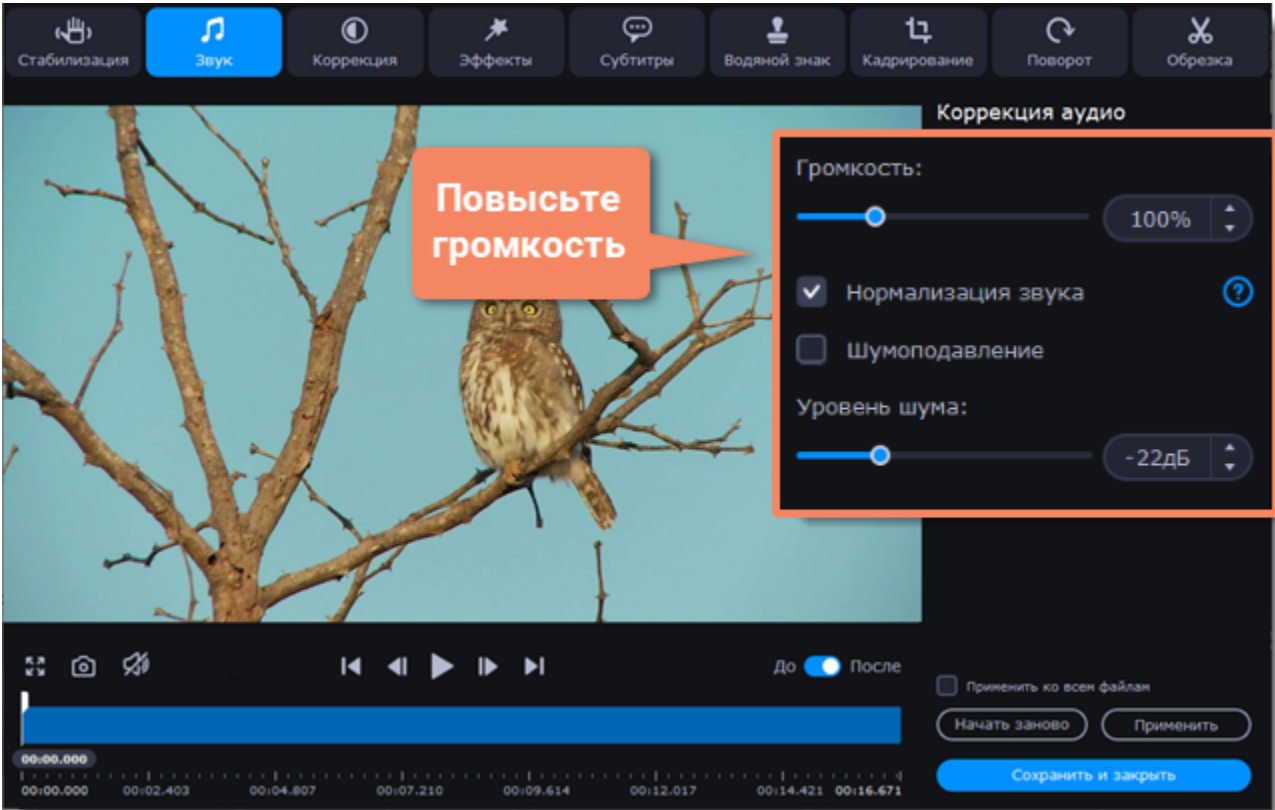 Стабилизация
Звук
Коррекция
Эффекты
Субтитры
Водяной знак
Кадрирование
Поворот
Обрезка
Коррекция аудио
Повысьте
громкость
Громкость:
100%
Нормализация звука
?
Шумоподавление
Уровень шума:
-22дБ
До
После
Применить ко всем файлам
Начать заново
Применить
Сохранить и закрыть
00:00.000
00:00.000 00:02.403 00:04.807 00:07.210 00:09.614 00:12.017 00:14.421 00:16.671